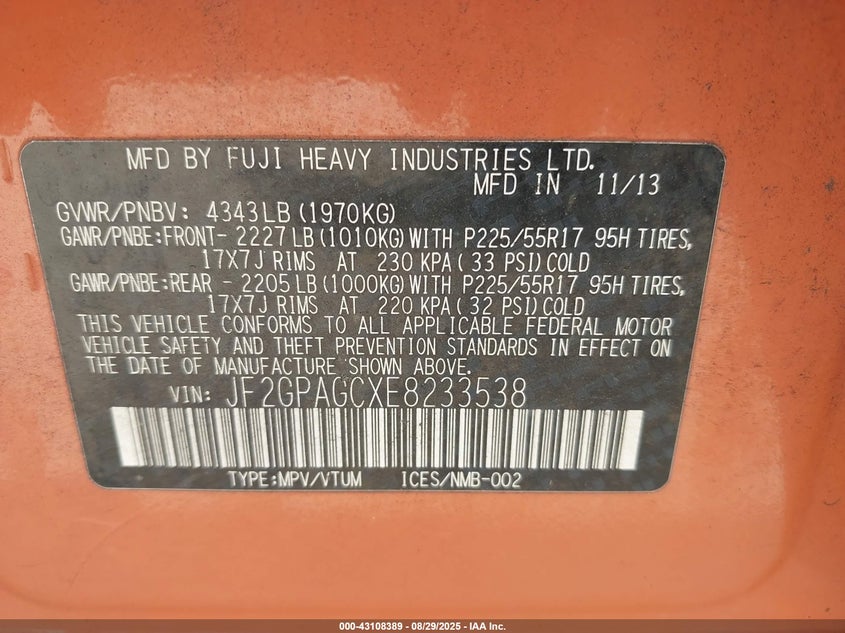 MFD BY FUJI HEAVY INDUSTRIES LTD.
MFD IN 11/13
GVWR/PNBV: 4343LB (1970KG)
GAWR/PNBE:FRONT- 2227LB (1010KG) WITH P225/55R17 95H TIRES,
17X7J RIMS AT 230 KPA( 33 PSI) COLD
GAWR/PNBE:REAR - 2205LB (1000KG) WITH P225/55R17 95H TIRES,
17X7J RIMS AT 220 KPA( 32 PSI) COLD
THIS VEHICLE CONFORMS TO ALL APPLICABLE FEDERAL MOTOR
VEHICLE SAFETY AND THEFT PREVENTION STANDARDS IN EFFECT ON
THE DATE OF MANUFACTURE SHOWN ABOVE.
VIN: JF2GPAGCXE8233538
TYPE:MPV/VTUM ICES/NMB-002
000-43108389 - 08/29/2025 - IAA Inc.